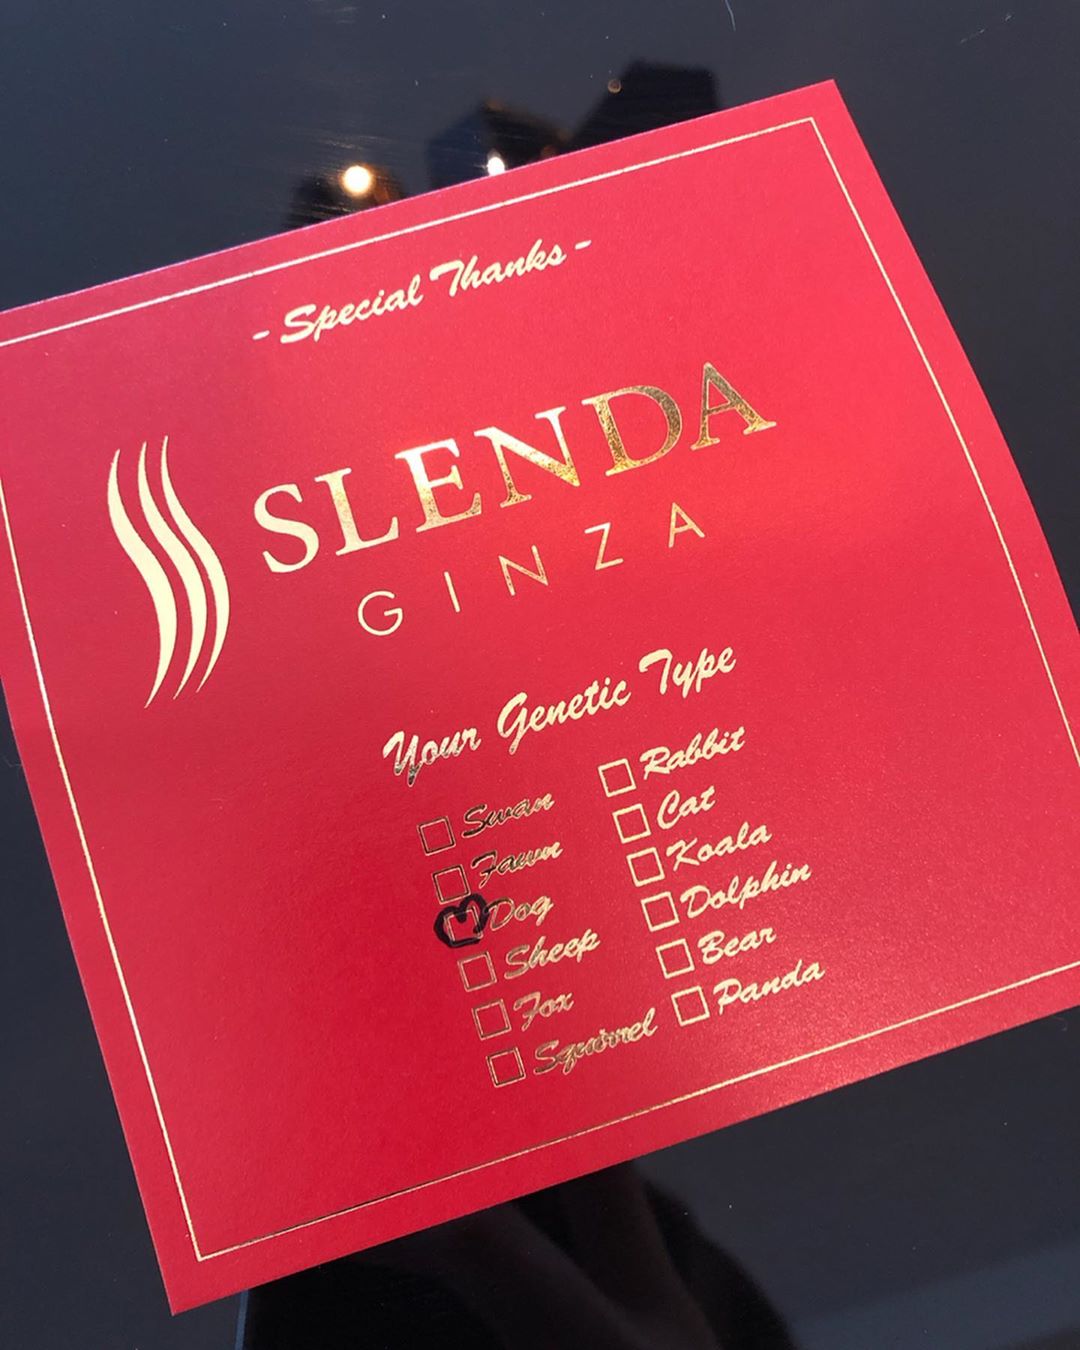 - Special Thanks -
SLENDA
GINZA
Your Genetic Type
Swan
Fawn
Dog
Sheep
Fox
Squirrel
Rabbit
Cat
Koala
Dolphin
Bear
Panda